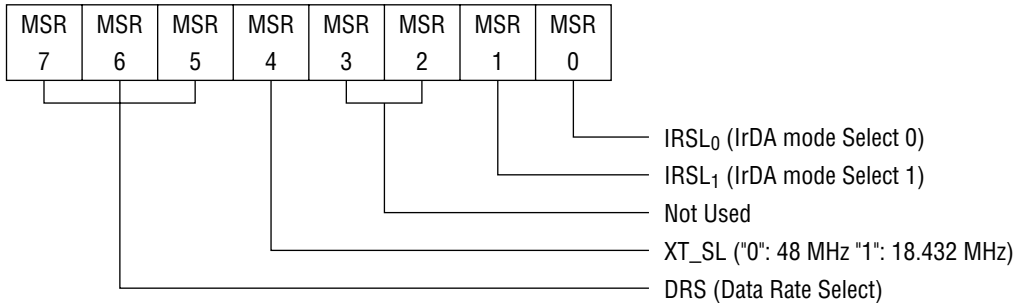 MSR MSR MSR MSR MSR MSR MSR MSR
7 6 5 4 3 2 1 0
IRSL₀ (IrDA mode Select 0)
IRSL₁ (IrDA mode Select 1)
Not Used
XT_SL ("0": 48 MHz "1": 18.432 MHz)
DRS (Data Rate Select)